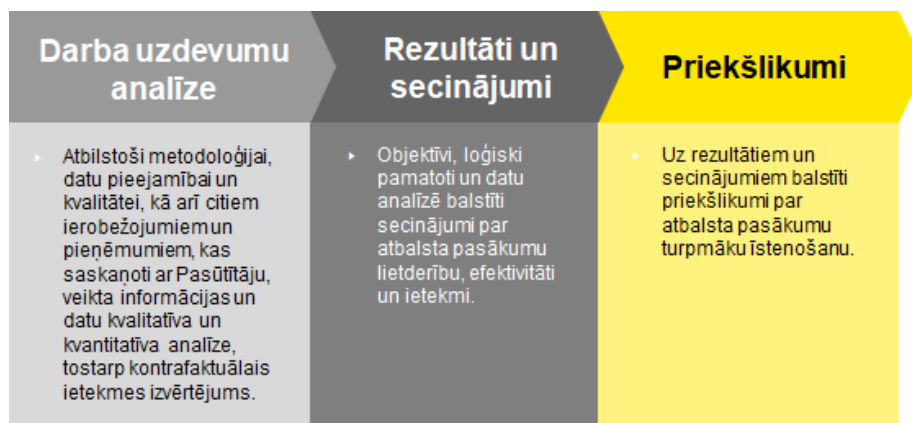 Darba uzdevumu
analīze
Atbilstoši metodoloģijai,
datu pieejamībai un
kvalitātei, kā arī citiem
ierobežojumiem un
pieņēmumiem, kas
saskaņoti ar Pasūtītāju,
veikta informācijas un
datu kvalitatīva un
kvantitatīva analīze,
tostarp kontrafaktuālais
ietekmes izvērtējums.
Rezultāti un
secinājumi
Objektīvi, loģiski
pamatoti un datu
analīzē balstīti
secinājumi par
atbalsta pasākumu
lietderību, efektivitāti
un ietekmi.
Priekšlikumi
Uz rezultātiem un
secinājumiem balstīti
priekšlikumi par
atbalsta pasākumu
turpmāku īstenošanu.